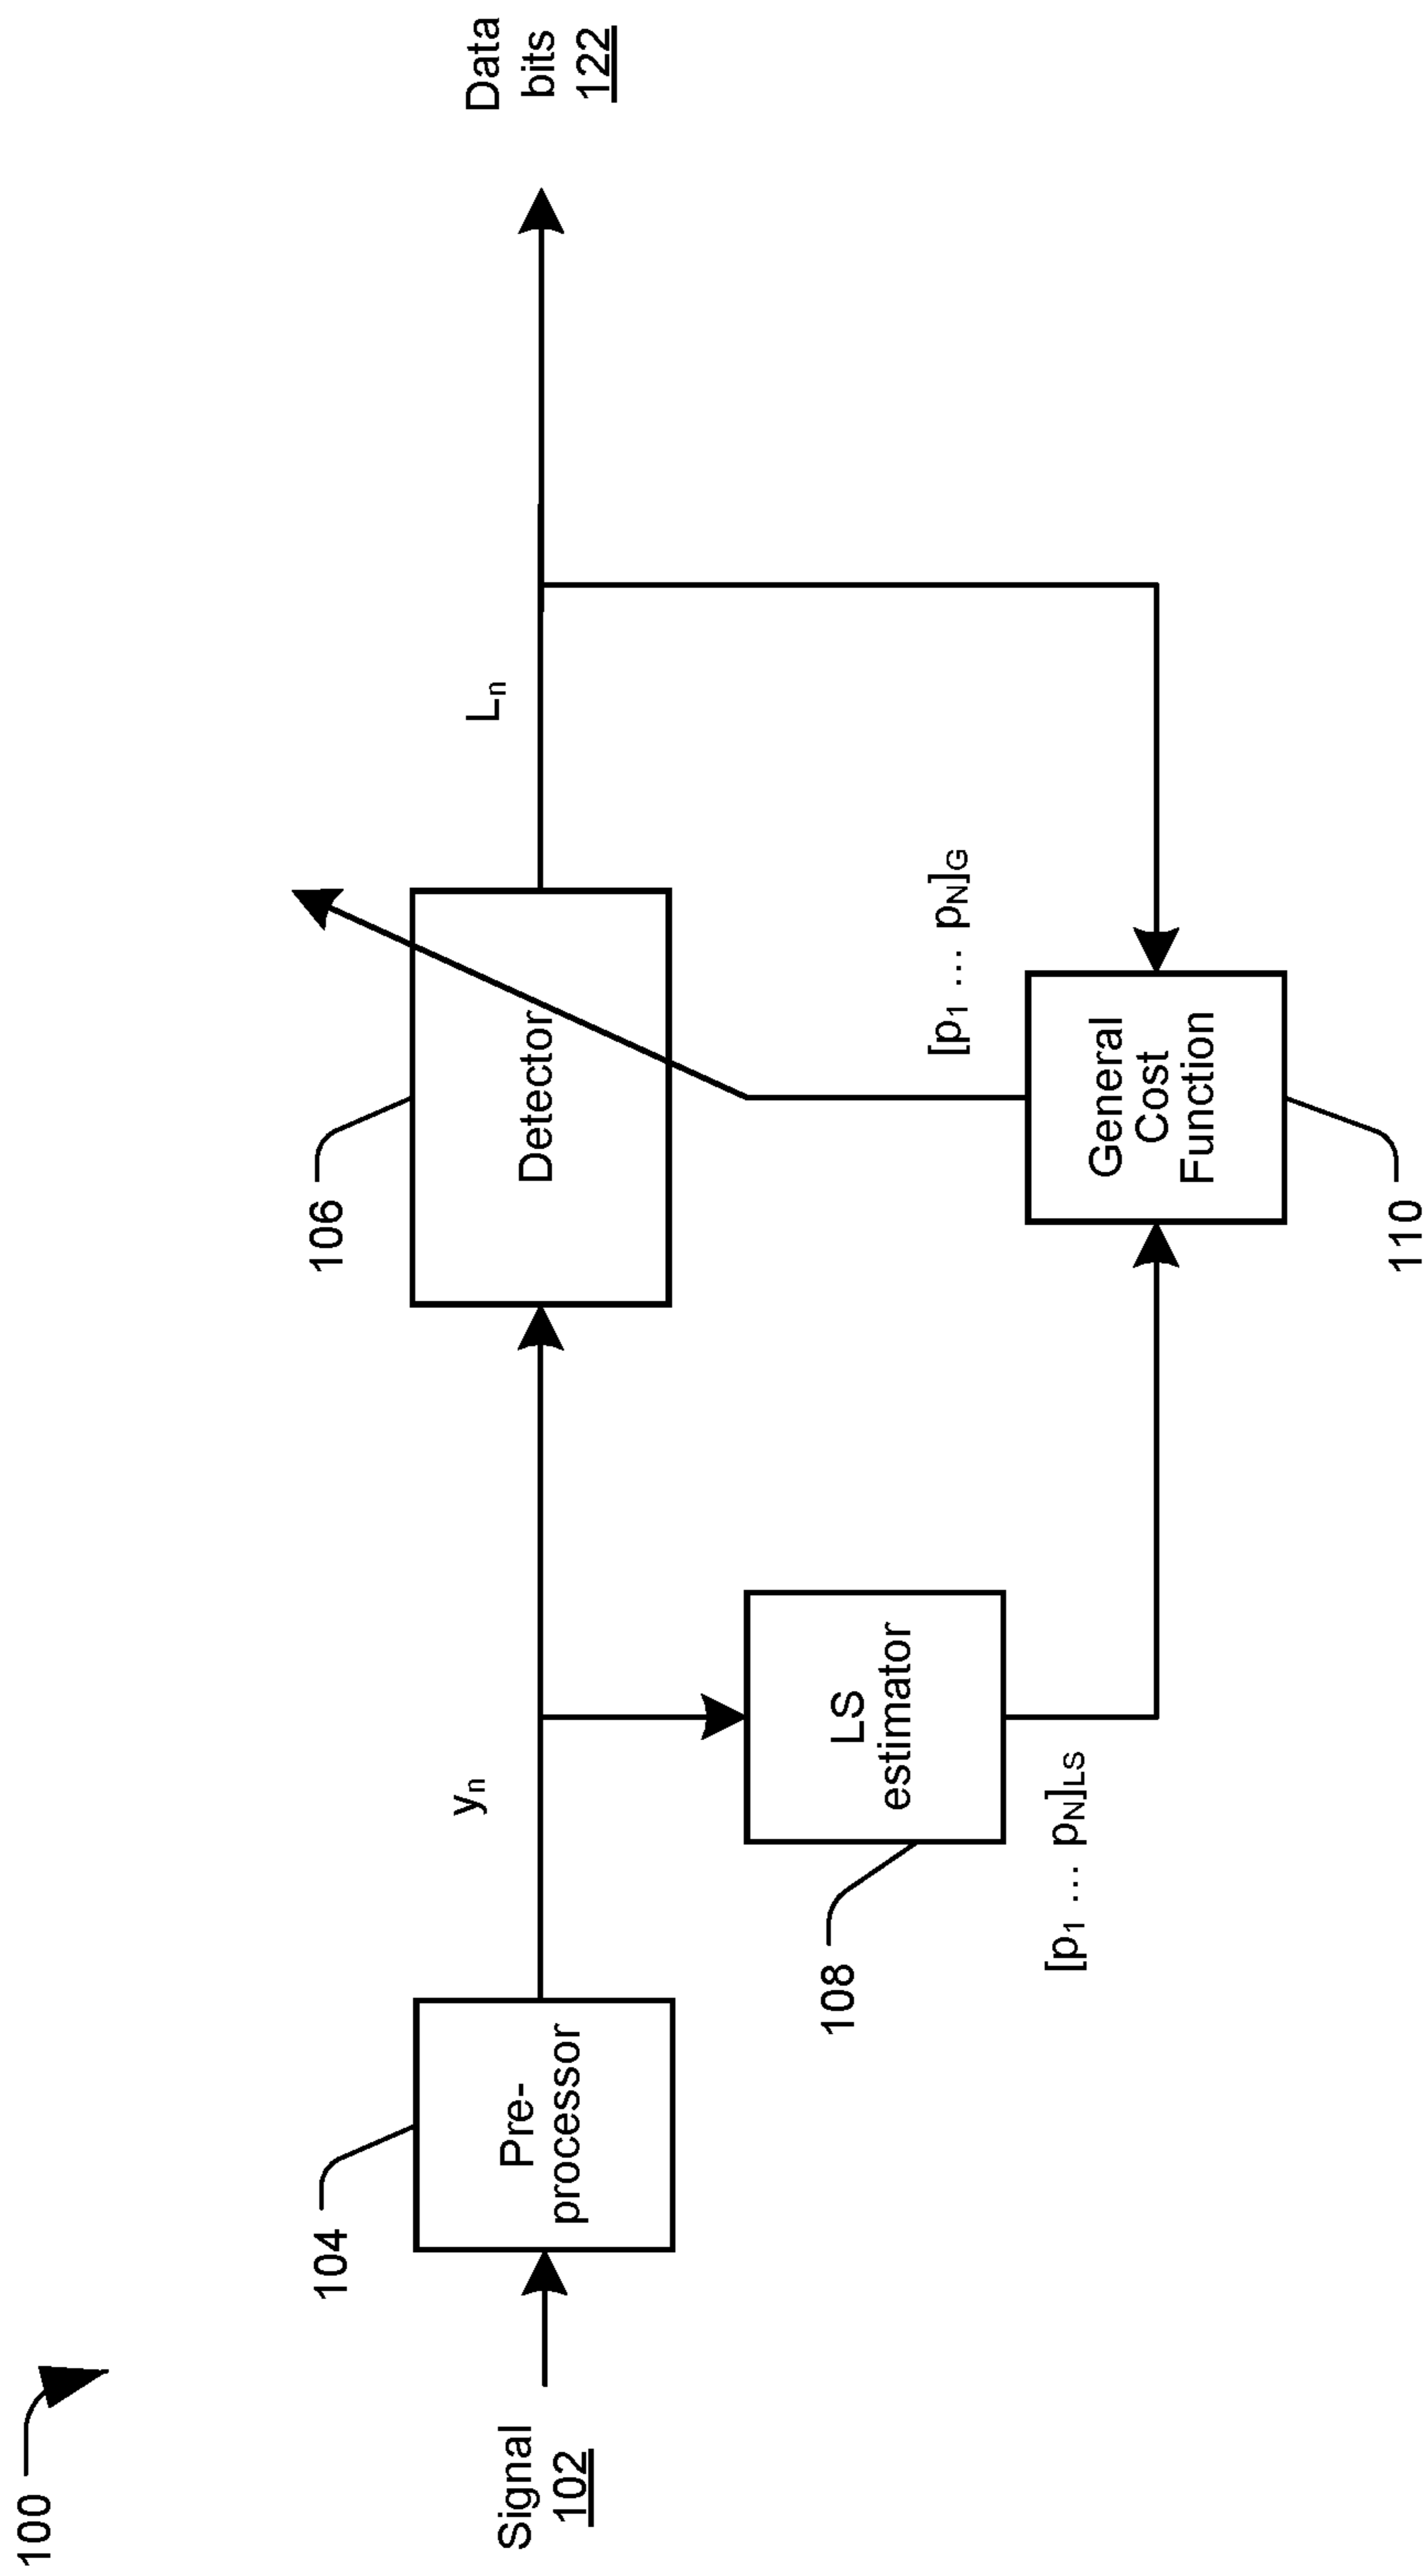 100
Signal
102
104
Pre-
processor
yn
108
LS
estimator
[p1 ... pN]LS
106
Detector
[p1 ... pN]G
General
Cost
Function
110
Ln
Data
bits
122